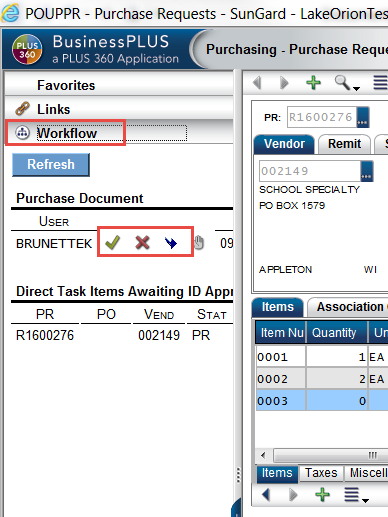 POUPPR - Purchase Requests - SunGard - LakeOrionTes
PLUS 360
BusinessPLUS
a PLUS 360 Application
Purchasing - Purchase Reque
Favorites
Links
Workflow
Refresh
Purchase Document
USER
BRUNETTEK 09
Direct Task Items Awaiting ID Appr
PR PO VEND STAT
R1600276 002149 PR
PR: R1600276
Vendor Remit S
002149
SCHOOL SPECIALTY
PO BOX 1579
APPLETON WI
Items Association
Item Nu Quantity Un
0001 1 EA
0002 2 EA
0003 0
Items Taxes Miscell